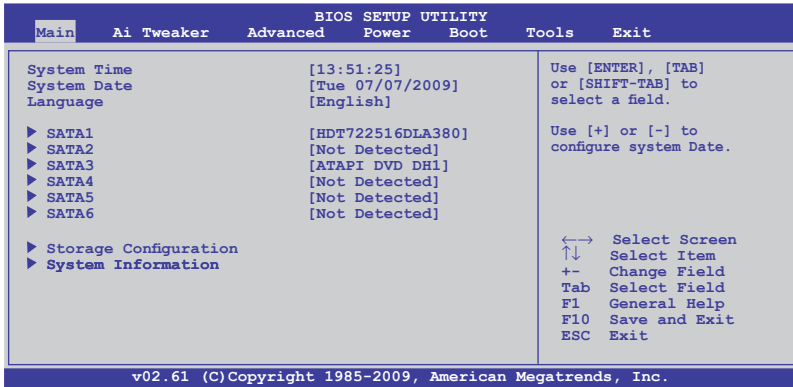 BIOS SETUP UTILITY
Main Ai Tweaker Advanced Power Boot Tools Exit
System Time [13:51:25]
System Date [Tue 07/07/2009]
Language [English]
SATA1 [HDT722516DLA380]
SATA2 [Not Detected]
SATA3 [ATAPI DVD DH1]
SATA4 [Not Detected]
SATA5 [Not Detected]
SATA6 [Not Detected]
Storage Configuration
System Information
Use [ENTER], [TAB]
or [SHIFT-TAB] to
select a field.
Use [+] or [-] to
configure system Date.
←→ Select Screen
↑↓ Select Item
+- Change Field
Tab Select Field
F1 General Help
F10 Save and Exit
ESC Exit
v02.61 (C)Copyright 1985-2009, American Megatrends, Inc.